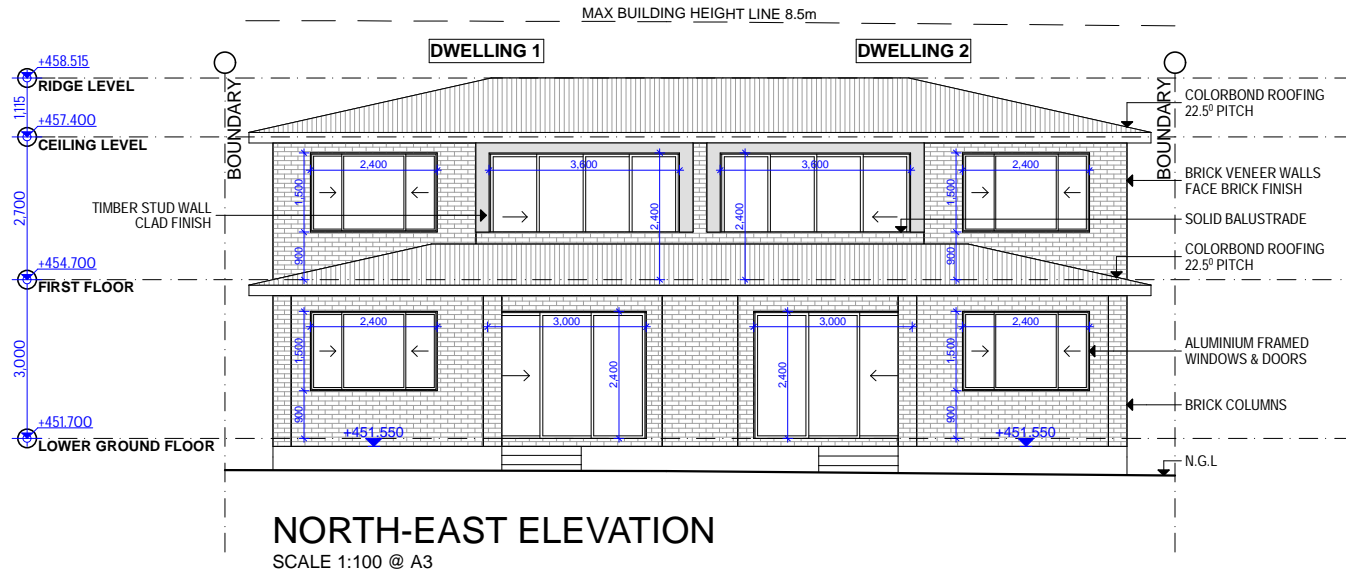 MAX BUILDING HEIGHT LINE 8.5m
DWELLING 1
DWELLING 2
+458.515
RIDGE LEVEL
1,115
+457.400
CEILING LEVEL
2,700
+454.700
FIRST FLOOR
3,000
+451.700
LOWER GROUND FLOOR
BOUNDARY
BOUNDARY
TIMBER STUD WALL
CLAD FINISH
2,400
1,500
900
3,600
2,400
3,600
2,400
2,400
1,500
900
2,400
1,500
900
3,000
2,400
3,000
2,400
2,400
1,500
900
+451.550
+451.550
COLORBOND ROOFING
22.5⁰ PITCH
BRICK VENEER WALLS
FACE BRICK FINISH
SOLID BALUSTRADE
COLORBOND ROOFING
22.5⁰ PITCH
ALUMINIUM FRAMED
WINDOWS & DOORS
BRICK COLUMNS
N.G.L
NORTH-EAST ELEVATION
SCALE 1:100 @ A3